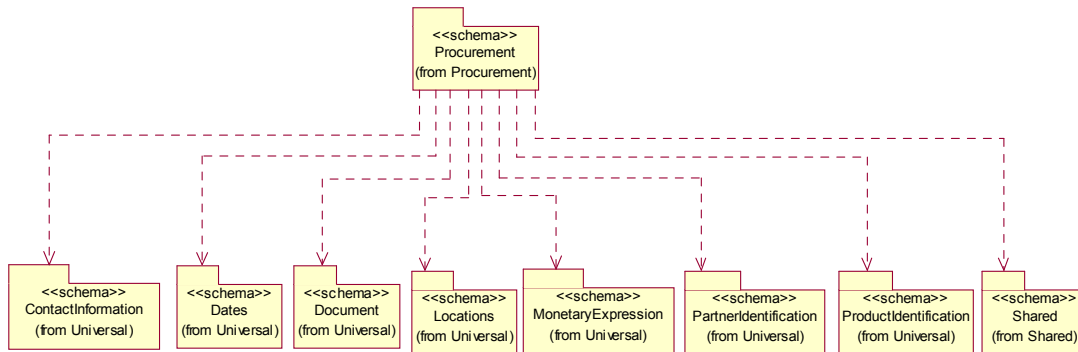 <<schema>>
Procurement
(from Procurement)
<<schema>>
ContactInformation
(from Universal)
<<schema>>
Dates
(from Universal)
<<schema>>
Document
(from Universal)
<<schema>>
Locations
(from Universal)
<<schema>>
MonetaryExpression
(from Universal)
<<schema>>
PartnerIdentification
(from Universal)
<<schema>>
ProductIdentification
(from Universal)
<<schema>>
Shared
(from Shared)